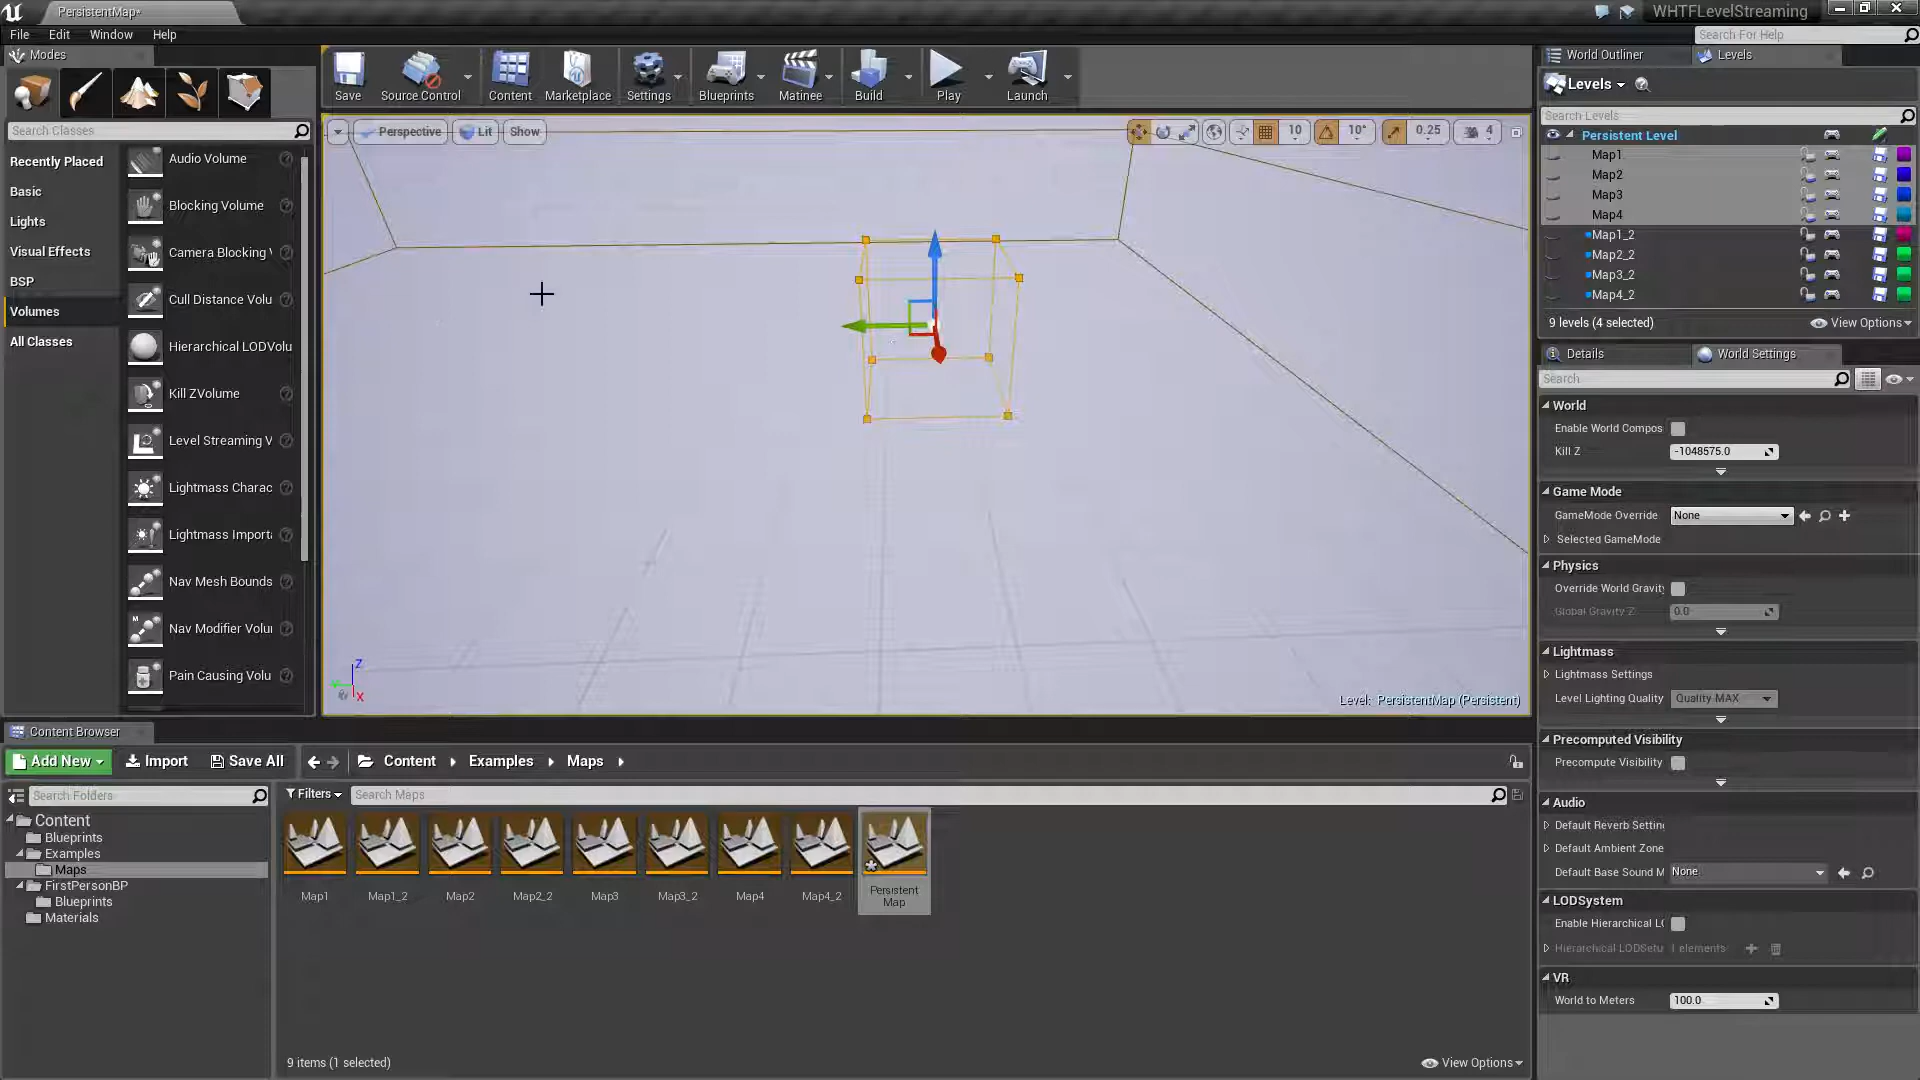 PersistentMap*
WHTFLevelStreaming
File Edit Window Help
Search For Help
Modes
Save
Source Control
Content
Marketplace
Settings
Blueprints
Matinee
Build
Play
Launch
World Outliner
Levels
Levels
Search Classes
Search Levels
Recently Placed
Basic
Lights
Visual Effects
BSP
Volumes
All Classes
Audio Volume
Blocking Volume
Camera Blocking V
Cull Distance Volu
Hierarchical LODVolu
Kill ZVolume
Level Streaming V
Lightmass Charac
Lightmass Import
Nav Mesh Bounds
Nav Modifier Volu
Pain Causing Volu
Perspective
Lit
Show
10
10°
0.25
4
Z
X
Level: PersistentMap (Persistent)
Persistent Level
Map1
Map2
Map3
Map4
Map1_2
Map2_2
Map3_2
Map4_2
9 levels (4 selected)
View Options
Details
World Settings
Search
World
Enable World Compos
Kill Z
-1048575.0
Game Mode
GameMode Override
None
Selected GameMode
Physics
Override World Gravit
Global Gravity Z
0.0
Lightmass
Lightmass Settings
Level Lighting Quality
Quality MAX
Precomputed Visibility
Precompute Visibility
Audio
Default Reverb Settin
Default Ambient Zone
Default Base Sound M
None
LODSystem
Enable Hierarchical L
Hierarchical LODSetu
1 elements
VR
World to Meters
100.0
Content Browser
Add New
Import
Save All
Content
Examples
Maps
Search Folders
Filters
Search Maps
Content
Blueprints
Examples
Maps
FirstPersonBP
Blueprints
Materials
Map1
Map1_2
Map2
Map2_2
Map3
Map3_2
Map4
Map4_2
Persistent
Map
9 items (1 selected)
View Options